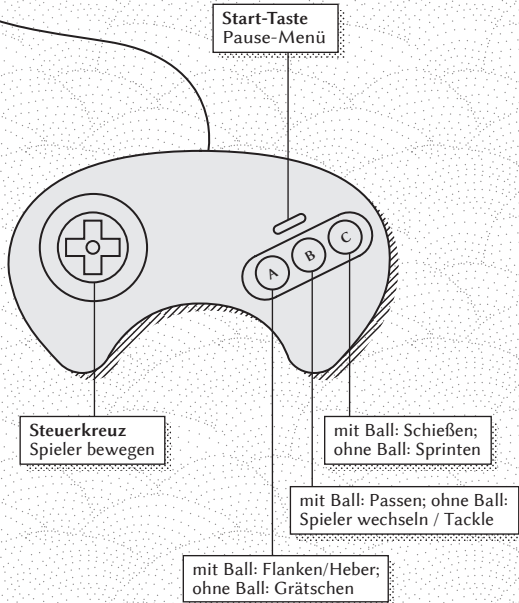 Start-Taste
Pause-Menü
A
B
C
Steuerkreuz
Spieler bewegen
mit Ball: Schießen;
ohne Ball: Sprinten
mit Ball: Passen; ohne Ball:
Spieler wechseln / Tackle
mit Ball: Flanken/Heber;
ohne Ball: Grätschen